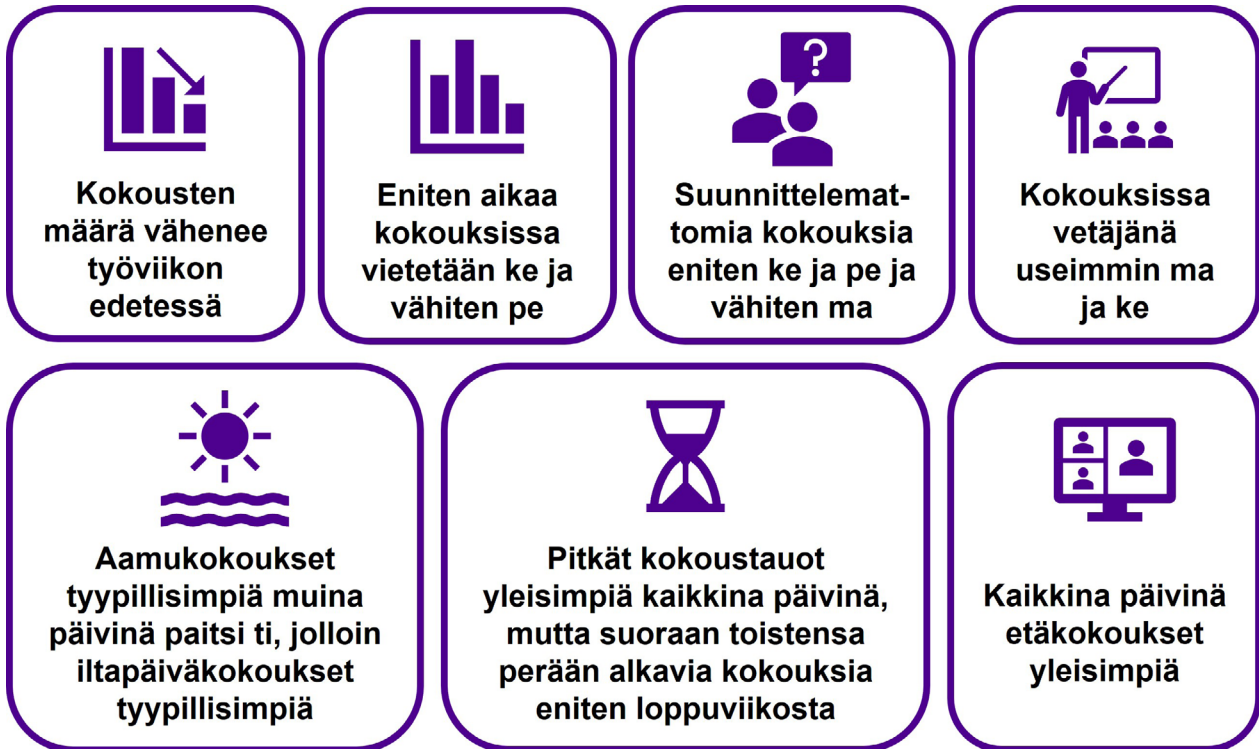 Kokousten
määrä vähenee
työviikon
edetessä
Eniten aikaa
kokouksissa
vietetään ke ja
vähiten pe
?
Suunnittelemat-
tomia kokouksia
eniten ke ja pe ja
vähiten ma
Kokouksissa
vetäjänä
useimmin ma
ja ke
Aamukokoukset
tyypillisimpiä muina
päivinä paitsi ti, jolloin
iltapäiväkokoukset
tyypillisimpiä
Pitkät kokoustauot
yleisimpiä kaikkina päivinä,
mutta suoraan toistensa
perään alkavia kokouksia
eniten loppuviikosta
Kaikkina päivinä
etäkokoukset
yleisimpiä